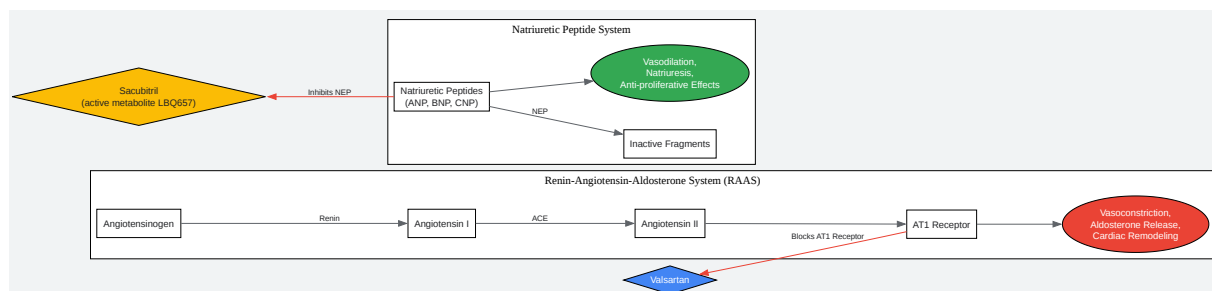 Natriuretic Peptide System
Vasodilation,
Natriuresis,
Anti-proliferative Effects
Sacubitril
(active metabolite LBQ657)
Inhibits NEP
Natriuretic Peptides
(ANP, BNP, CNP)
NEP
Inactive Fragments
Renin-Angiotensin-Aldosterone System (RAAS)
Angiotensinogen
Renin
Angiotensin I
ACE
Angiotensin II
Blocks AT1 Receptor
AT1 Receptor
Vasoconstriction,
Aldosterone Release,
Cardiac Remodeling
Valsartan